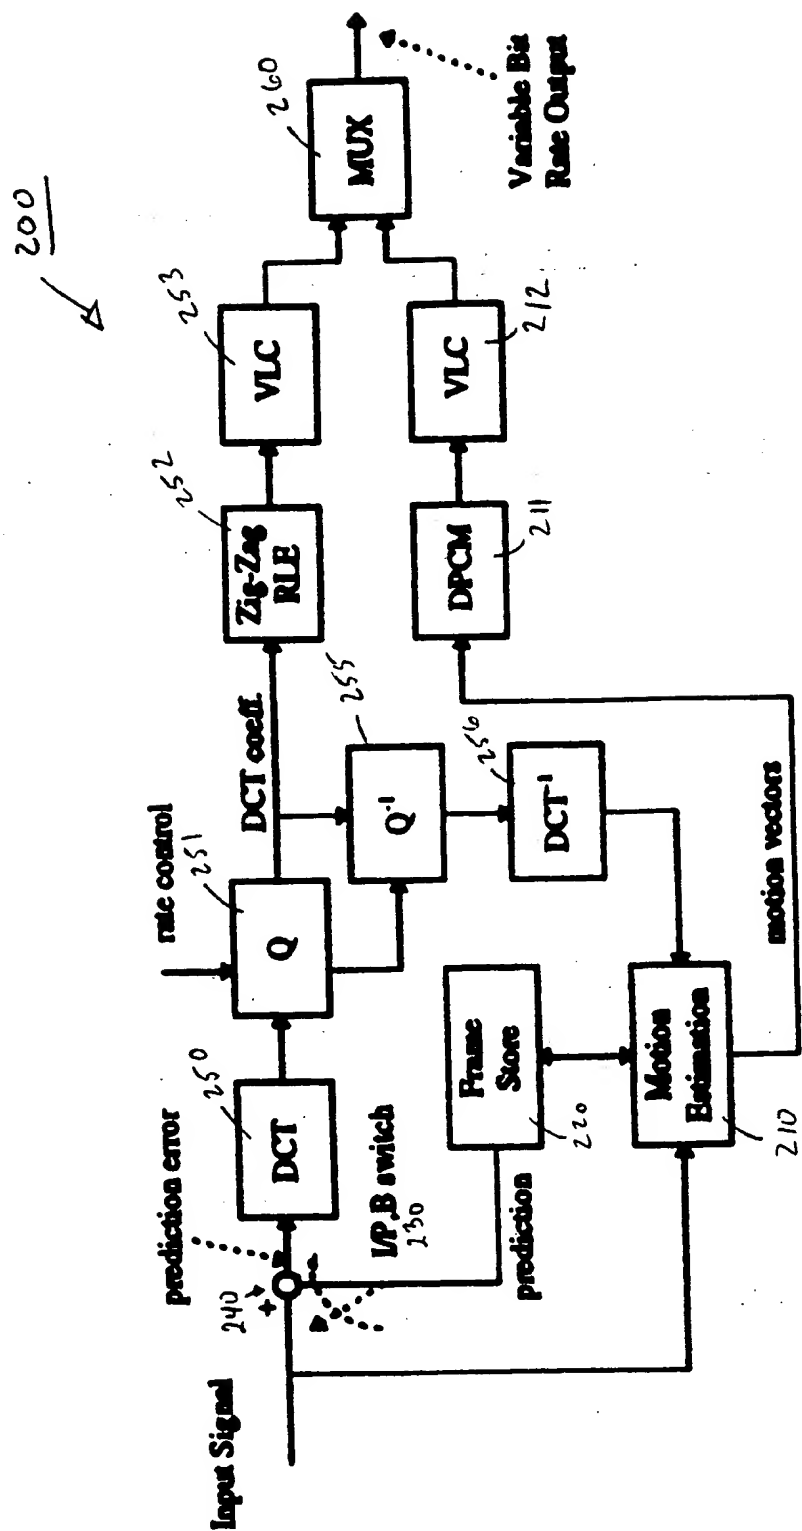 200
Input Signal
+
240
prediction error
I/P,B switch
230
prediction
DCT
250
rate control
Q
251
DCT coeff.
Q-1
255
DCT-1
256
Frame
Store
220
Motion
Estimation
210
motion vectors
Zig-Zag
RLE
252
VLC
253
DPCM
211
VLC
212
MUX
260
Variable Bit
Rate Output